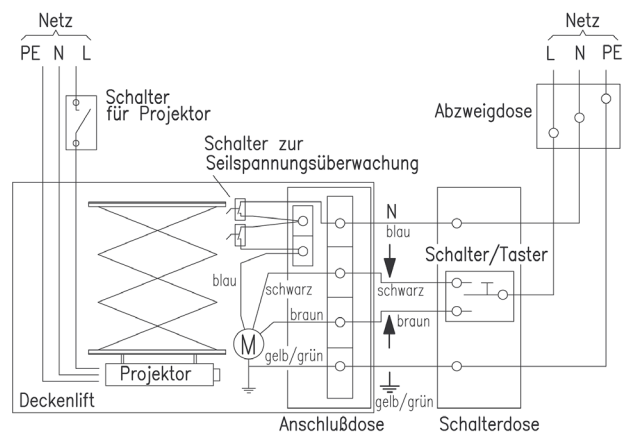 Netz
PE N L
Schalter
für Projektor
Schalter zur
Seilspannungsüberwachung
Netz
L N PE
Abzweigdose
N
blau
Schalter/Taster
blau
schwarz
schwarz
braun
braun
M
gelb/grün
gelb/grün
Projektor
Deckenlift
Anschlußdose
Schalterdose